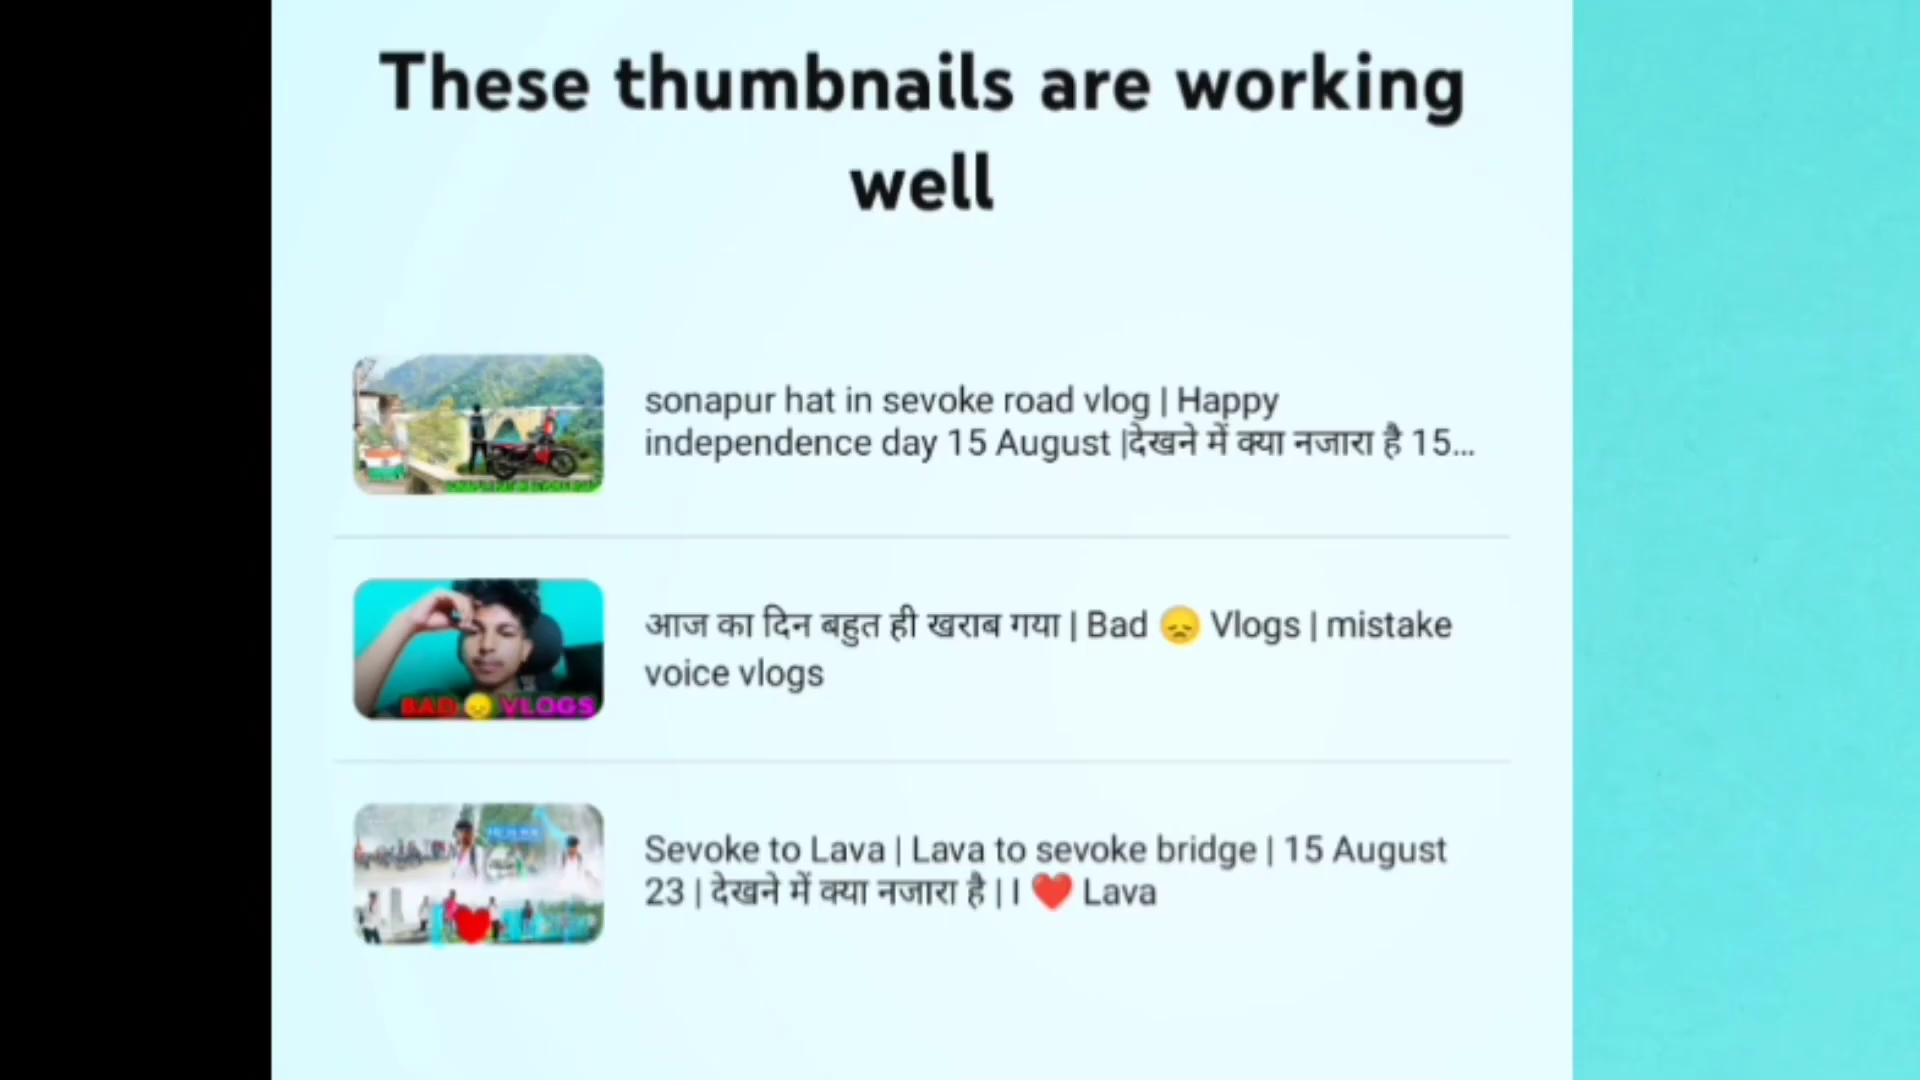 These thumbnails are working
well
sonapur hat in sevoke road vlog | Happy
independence day 15 August |देखने में क्या नजारा है 15...
आज का दिन बहुत ही खराब गया | Bad 😞 Vlogs | mistake
voice vlogs
BAD 😞 VLOGS
Sevoke to Lava | Lava to sevoke bridge | 15 August
23 | देखने में क्या नजारा है | I ❤️ Lava